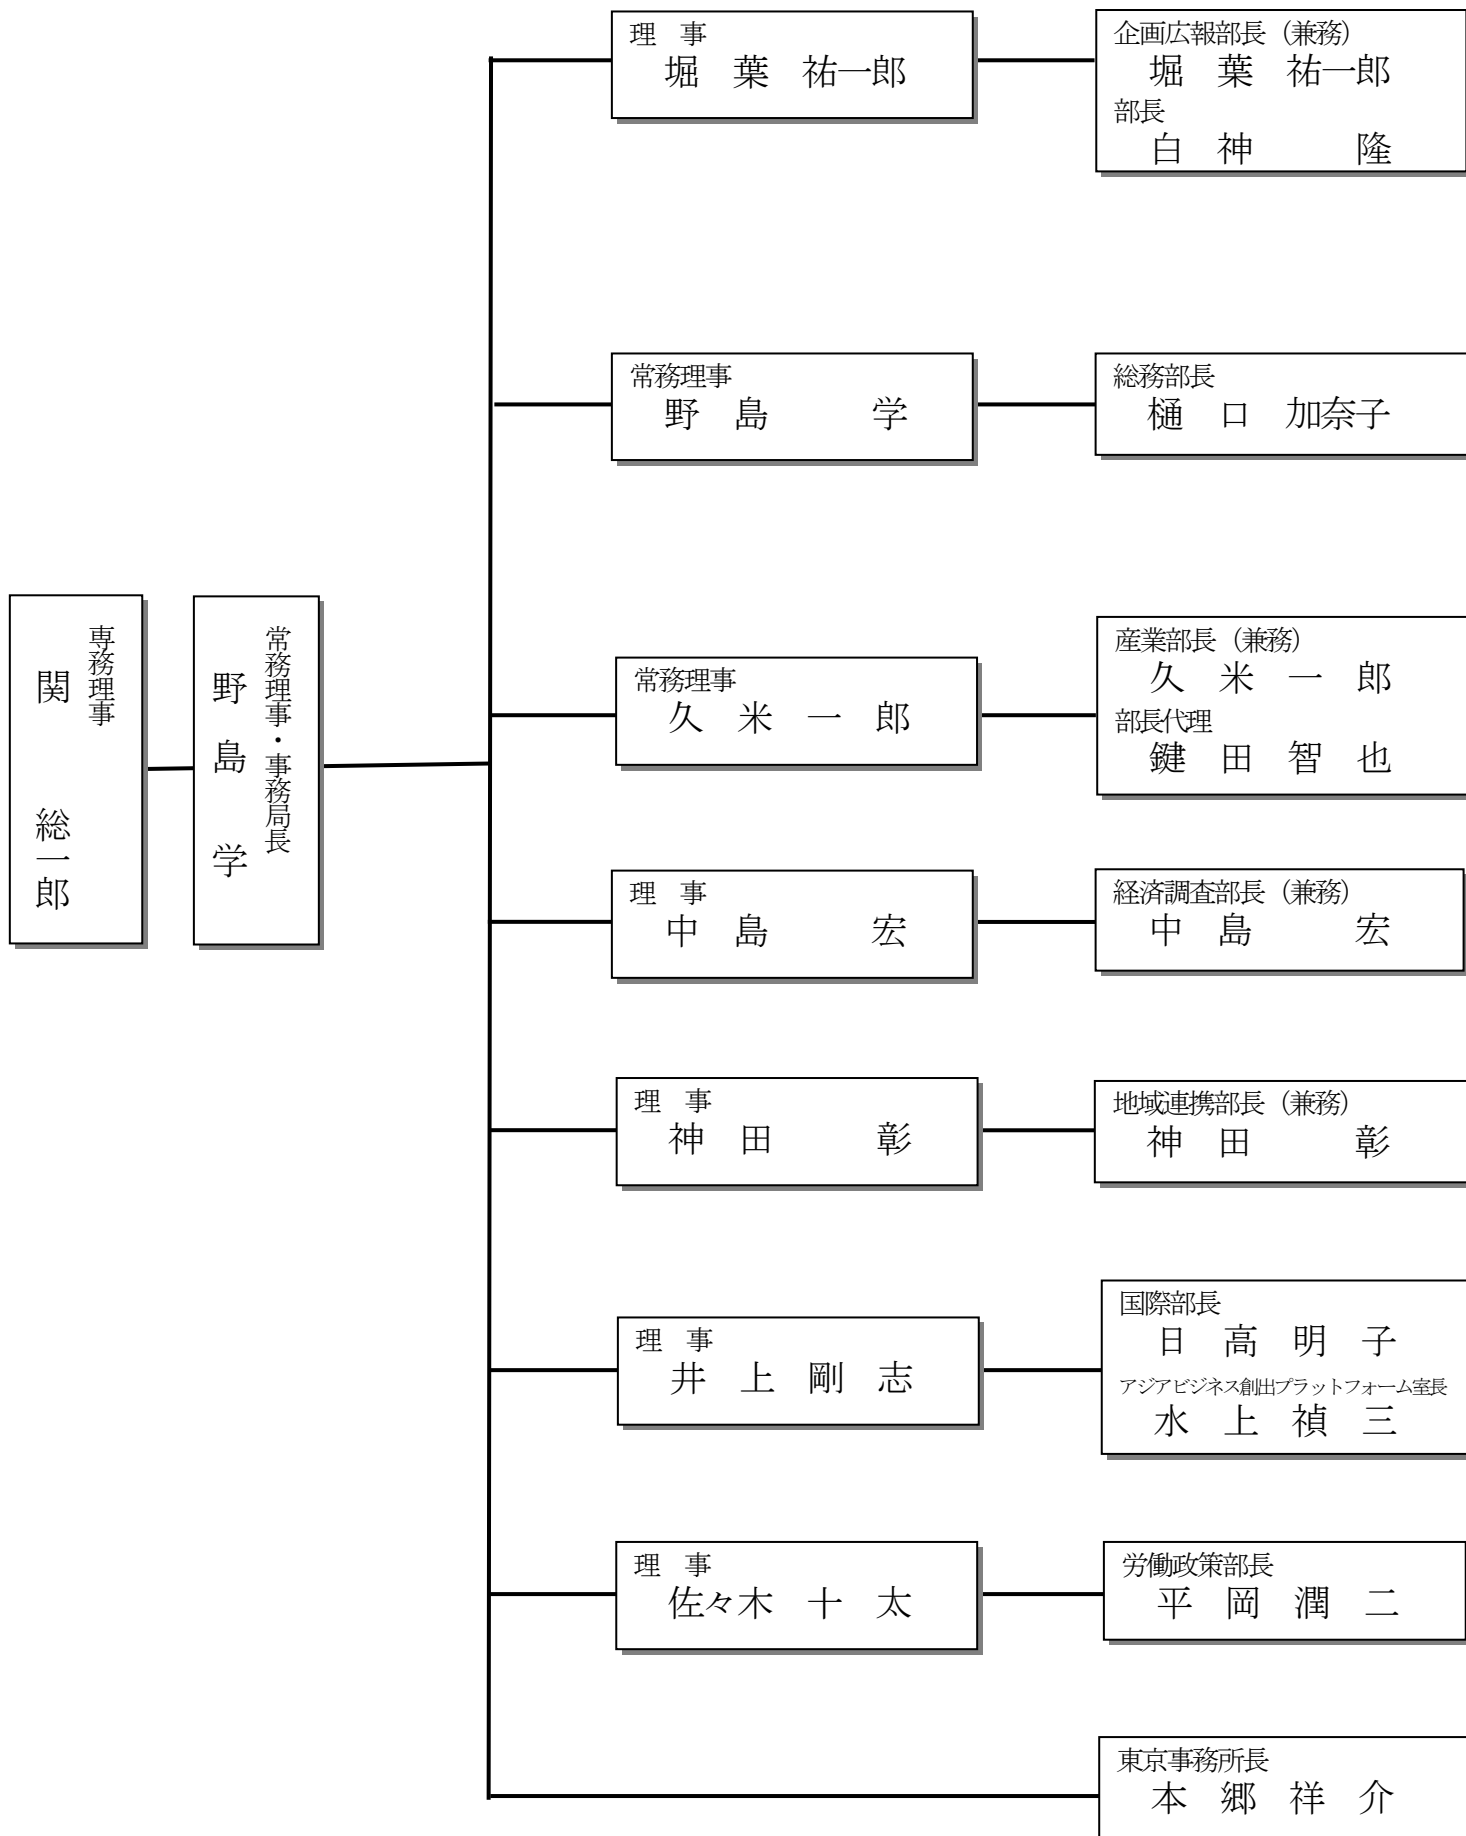 専務理事
関　総一郎
常務理事・事務局長
野　島　学
理　事
堀　葉　祐一郎
企画広報部長（兼務）
堀　葉　祐一郎
部長
白　神　　　隆
常務理事
野　島　　　学
総務部長
樋　口　加奈子
常務理事
久　米　一　郎
産業部長（兼務）
久　米　一　郎
部長代理
鍵　田　智　也
理　事
中　島　　　宏
経済調査部長（兼務）
中　島　　　宏
理　事
神　田　　　彰
地域連携部長（兼務）
神　田　　　彰
理　事
井　上　剛　志
国際部長
日　高　明　子
アジアビジネス創出プラットフォーム室長
水　上　禎　三
理　事
佐々木　十　太
労働政策部長
平　岡　潤　二
東京事務所長
本　郷　祥　介